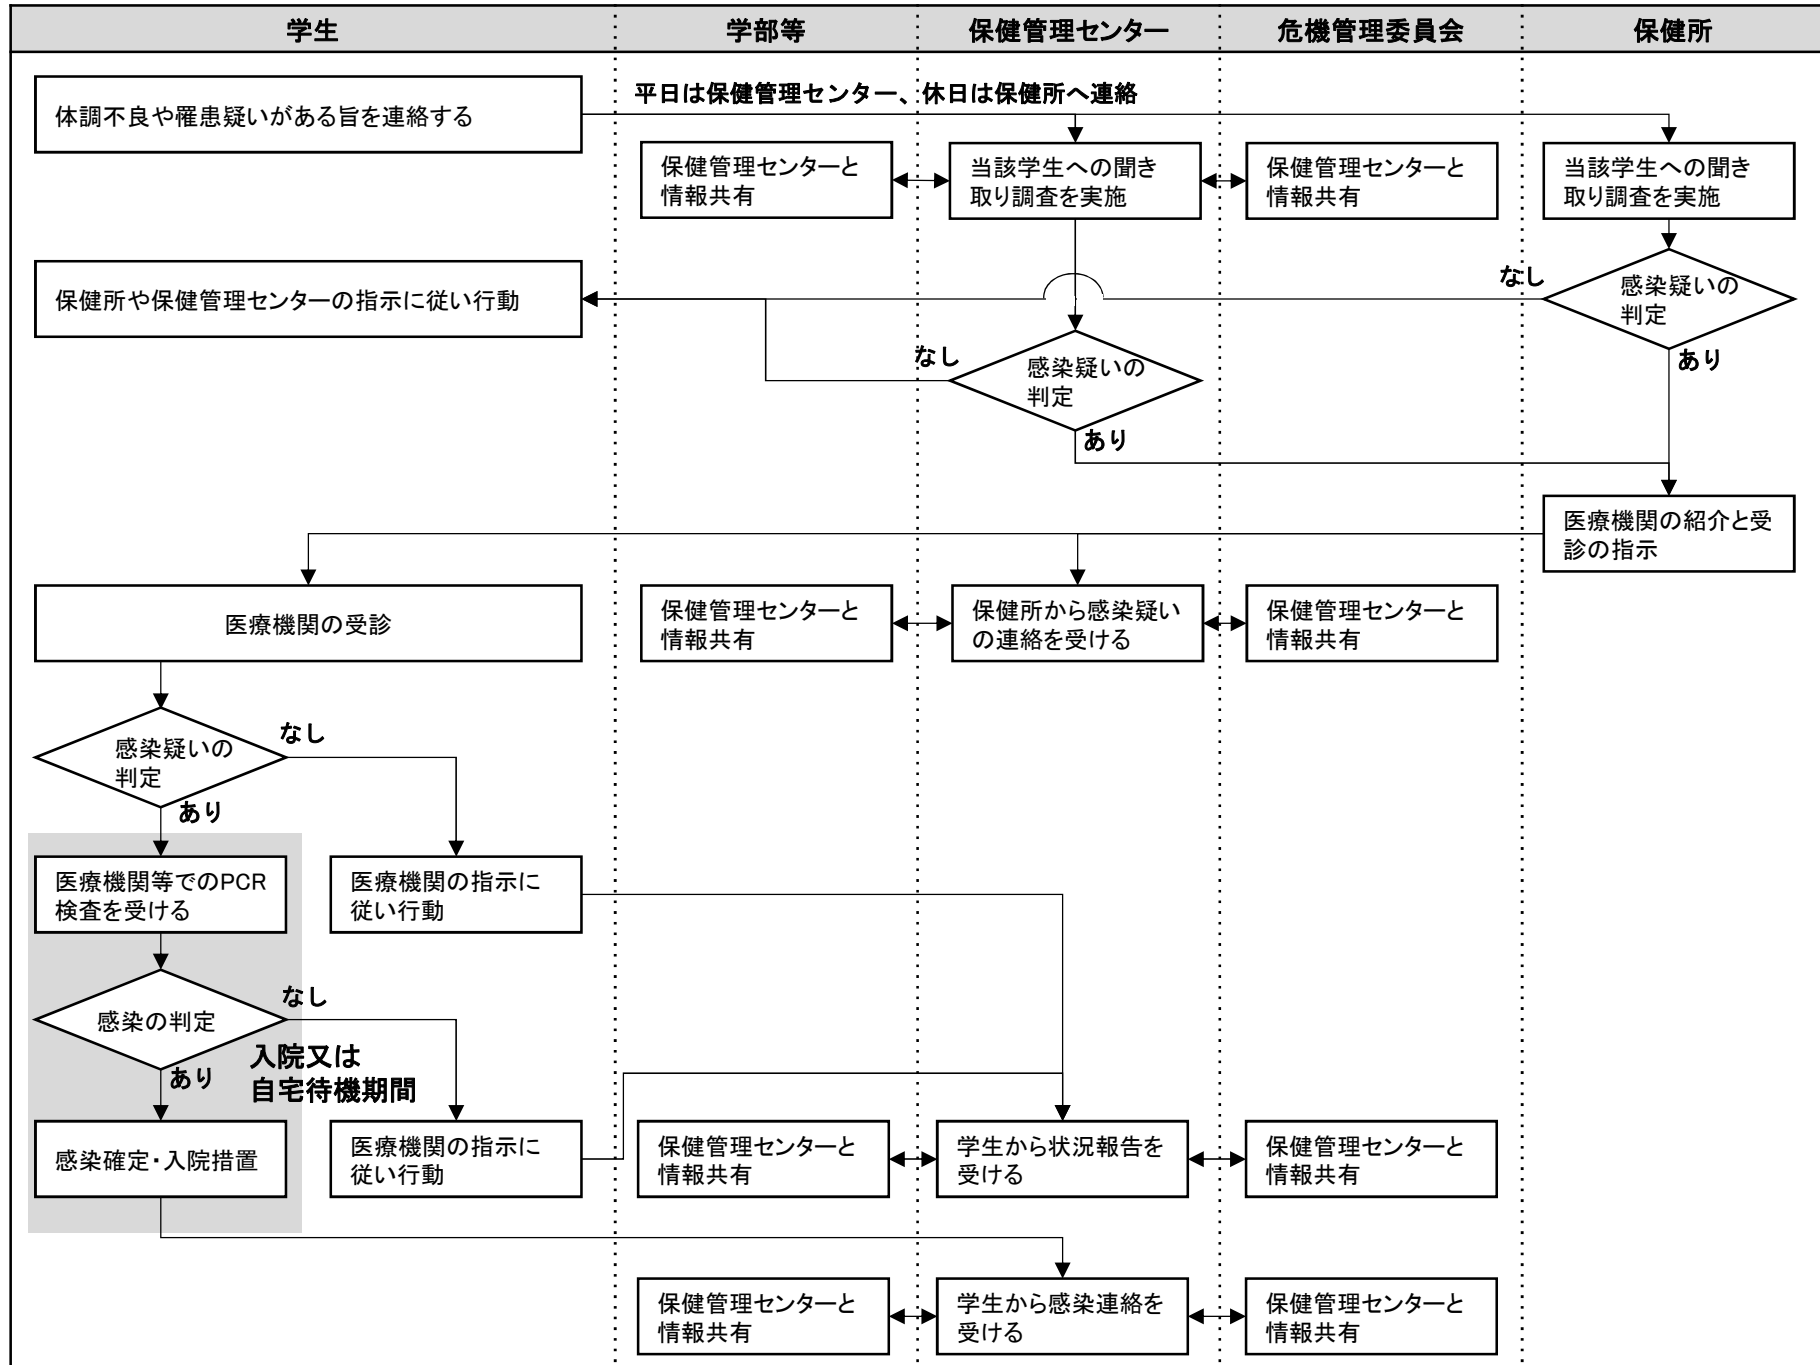 学生
学部等
保健管理センター
危機管理委員会
保健所
体調不良や罹患疑いがある旨を連絡する
平日は保健管理センター、休日は保健所へ連絡
保健管理センターと
情報共有
当該学生への聞き
取り調査を実施
保健管理センターと
情報共有
当該学生への聞き
取り調査を実施
保健所や保健管理センターの指示に従い行動
なし
感染疑いの
判定
あり
なし
感染疑いの
判定
あり
医療機関の紹介と受
診の指示
医療機関の受診
保健管理センターと
情報共有
保健所から感染疑い
の連絡を受ける
保健管理センターと
情報共有
感染疑いの
判定
なし
あり
医療機関等でのPCR
検査を受ける
医療機関の指示に
従い行動
感染の判定
なし
あり
入院又は
自宅待機期間
感染確定・入院措置
医療機関の指示に
従い行動
保健管理センターと
情報共有
学生から状況報告を
受ける
保健管理センターと
情報共有
保健管理センターと
情報共有
学生から感染連絡を
受ける
保健管理センターと
情報共有